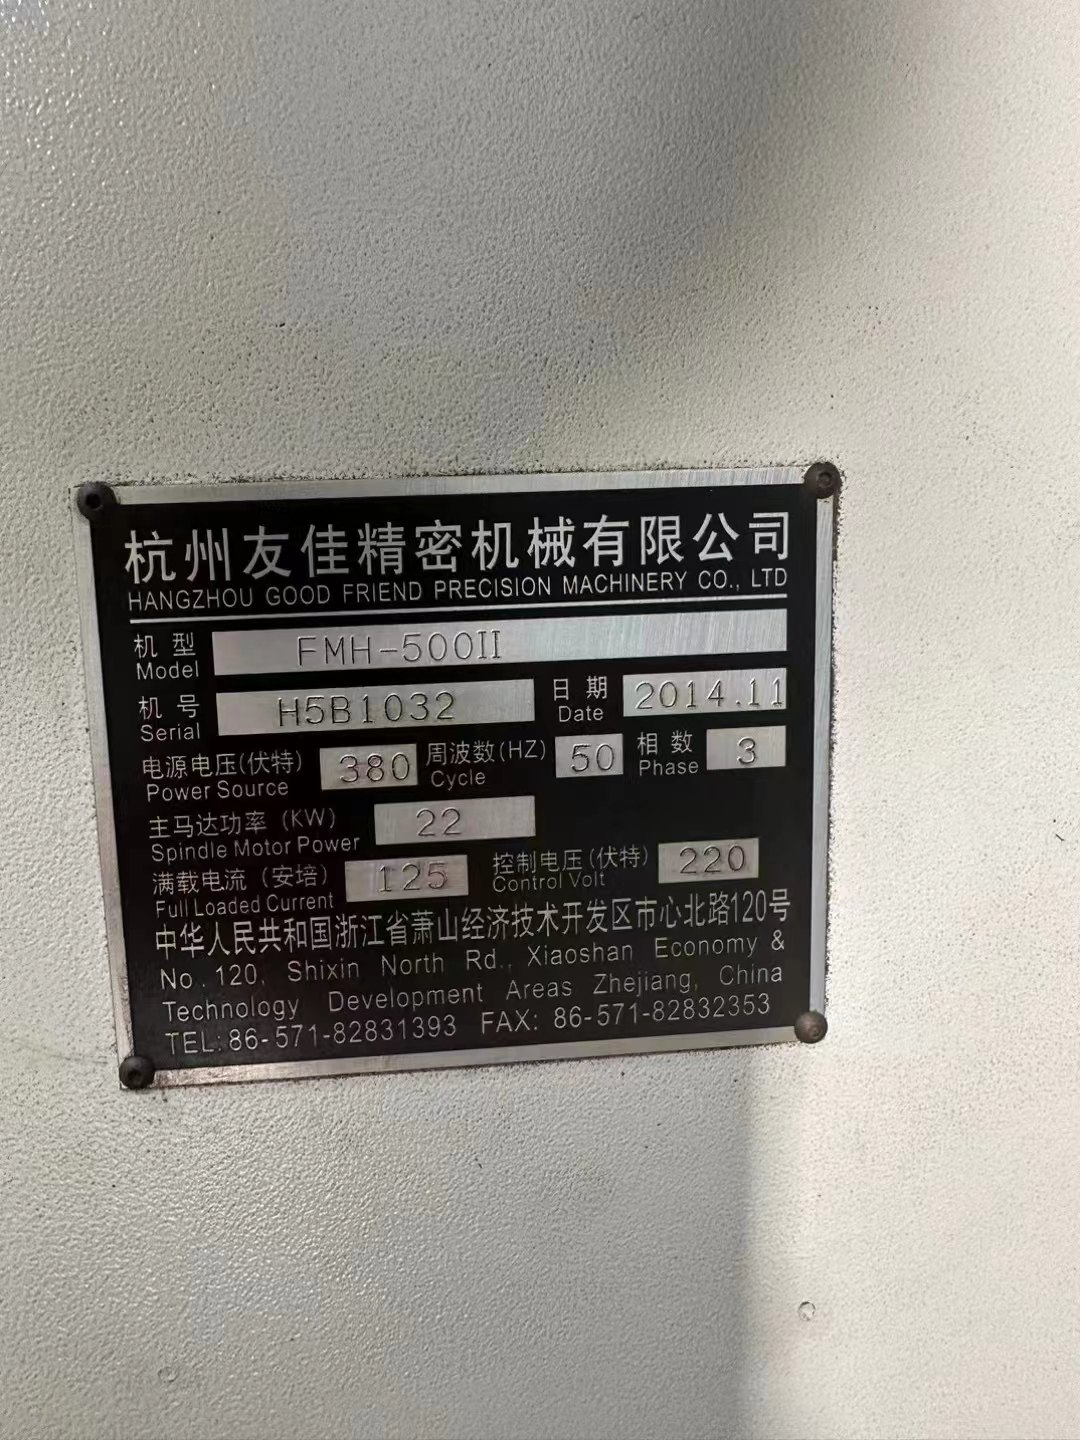 杭州友佳精密机械有限公司
HANGZHOU GOOD FRIEND PRECISION MACHINERY CO., LTD
机 型 FMH-500II
Model
机 号 H5B1032 日 期 2014.11
Serial Date
电源电压(伏特) 380 周波数(HZ) 50 相 数 3
Power Source Cycle Phase
主马达功率 (KW) 22
Spindle Motor Power
满载电流 (安培) 125 控制电压(伏特) 220
Full Loaded Current Control Volt
中华人民共和国浙江省萧山经济技术开发区市心北路120号
No. 120, Shixin North Rd., Xiaoshan Economy &
Technology Development Areas Zhejiang, China
TEL: 86-571-82831393 FAX: 86-571-82832353